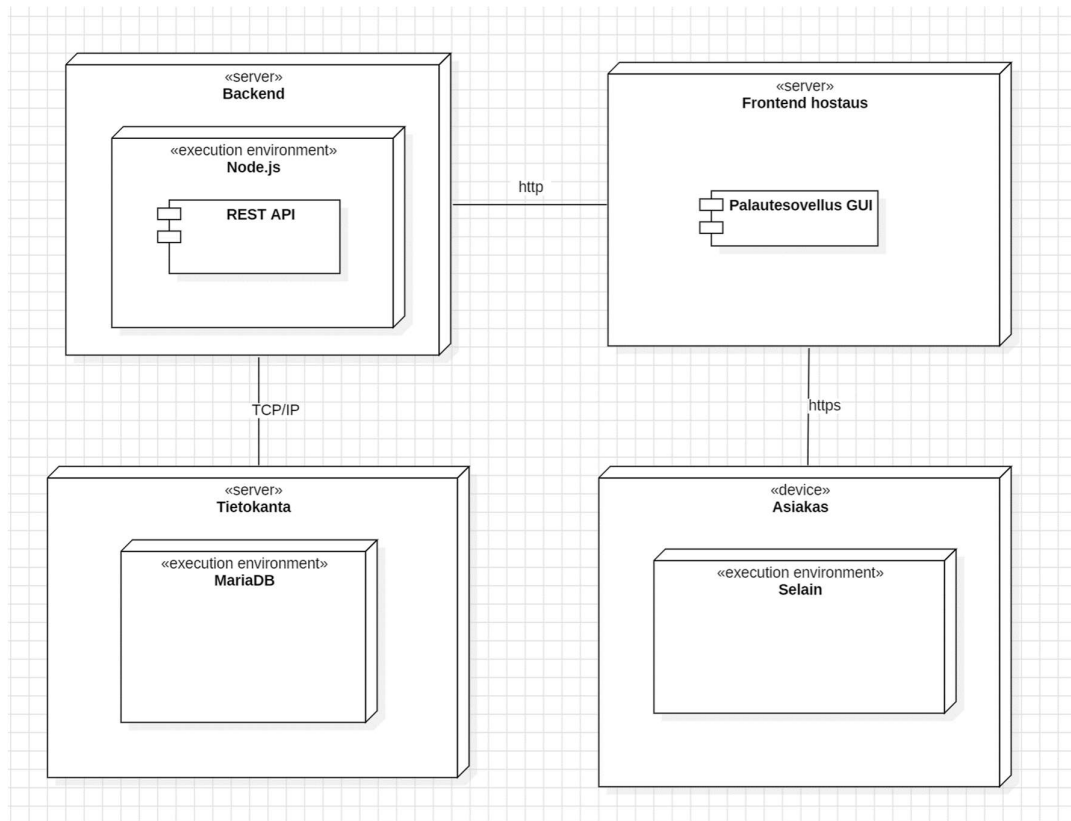 «server»
Backend
«execution environment»
Node.js
REST API
http
«server»
Frontend hostaus
Palautesovellus GUI
TCP/IP
https
«server»
Tietokanta
«execution environment»
MariaDB
«device»
Asiakas
«execution environment»
Selain